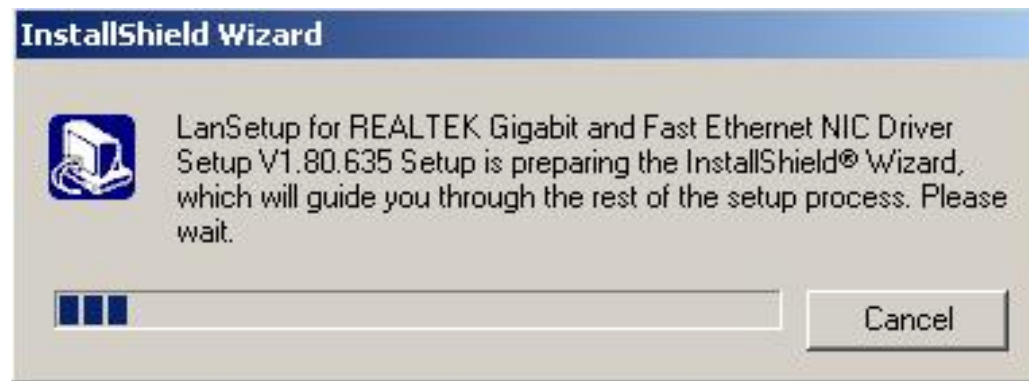 InstallShield Wizard
LanSetup for REALTEK Gigabit and Fast Ethernet NIC Driver
Setup V1.80.635 Setup is preparing the InstallShield® Wizard,
which will guide you through the rest of the setup process. Please
wait.
Cancel